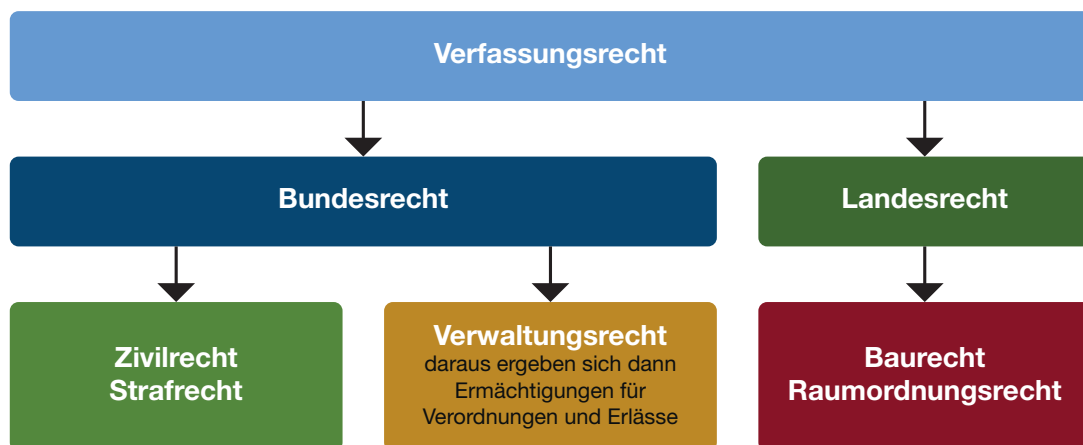 Verfassungsrecht
Bundesrecht
Landesrecht
Zivilrecht
Strafrecht
Verwaltungsrecht
daraus ergeben sich dann
Ermächtigungen für
Verordnungen und Erlässe
Baurecht
Raumordnungsrecht